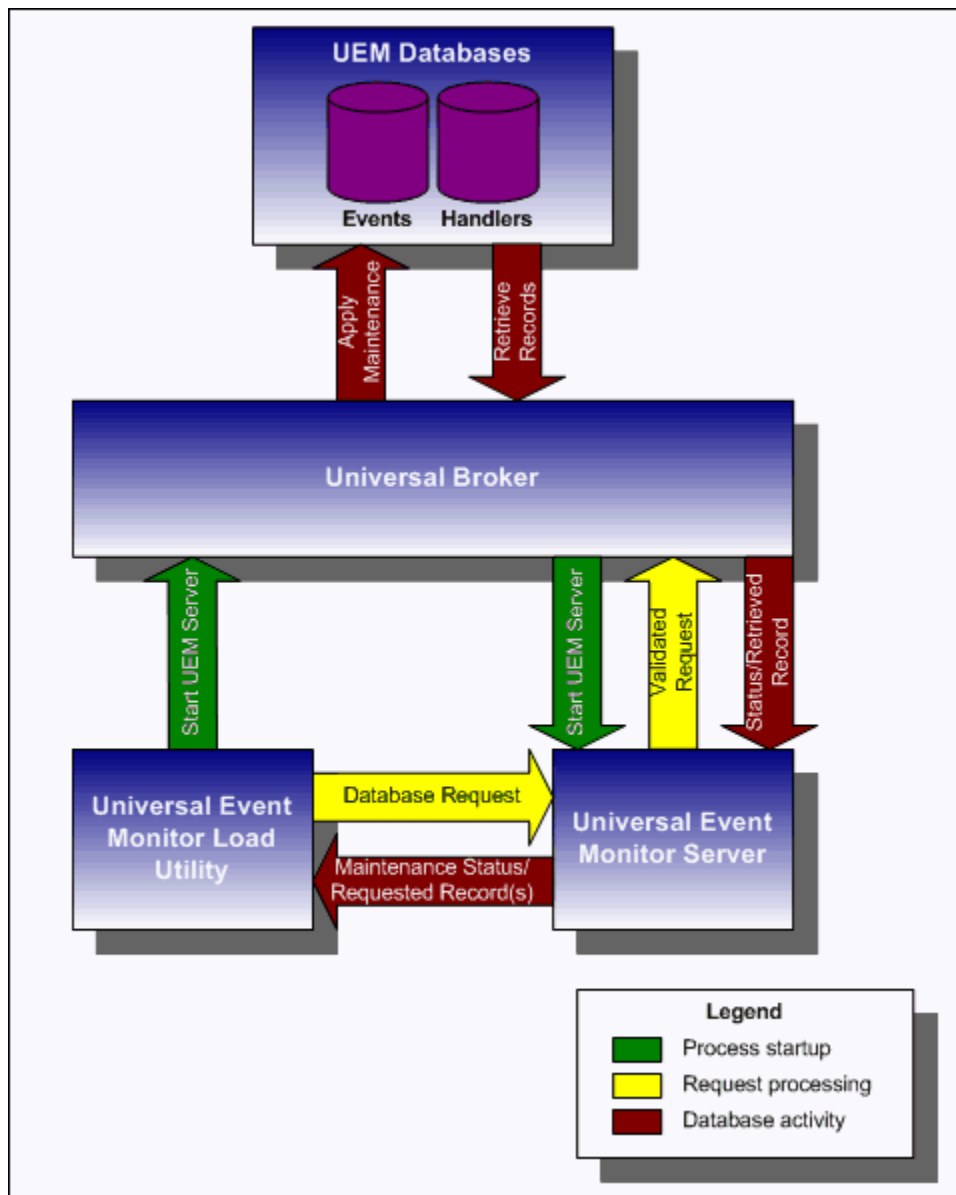 UEM Databases
Events
Handlers
Apply
Maintenance
Retrieve
Records
Universal Broker
Start UEM Server
Start UEM Server
Validated
Request
Status/Retrieved
Record
Universal Event
Monitor Load
Utility
Database Request
Maintenance Status/
Requested Record(s)
Universal Event
Monitor Server
Legend
Process startup
Request processing
Database activity